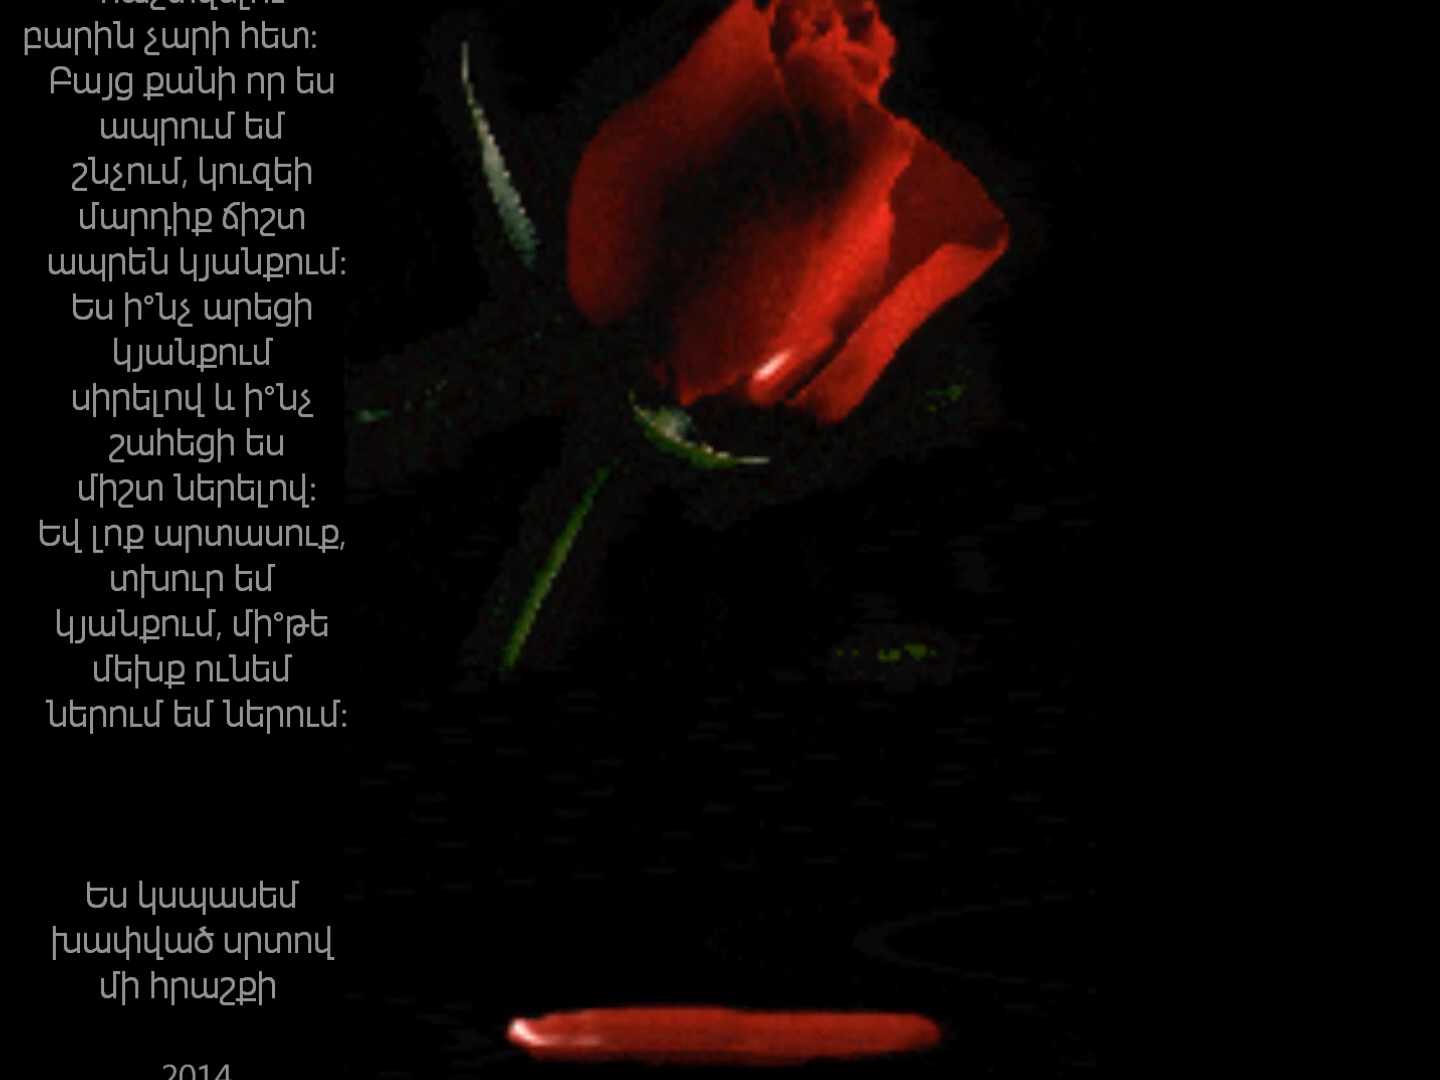 բարին չարի հետ:
Բայց քանի որ ես
ապրում եմ
շնչում, կուզեի
մարդիք ճիշտ
ապրեն կյանքում:
Ես ի°նչ արեցի
կյանքում
սիրելով և ի°նչ
շահեցի ես
միշտ ներելով:
Եվ լոք արտասուք,
տխուր եմ
կյանքում, մի°թե
մեխք ունեմ
ներում եմ ներում:
Ես կսպասեմ
խափված սրտով
մի հրաշքի
2014